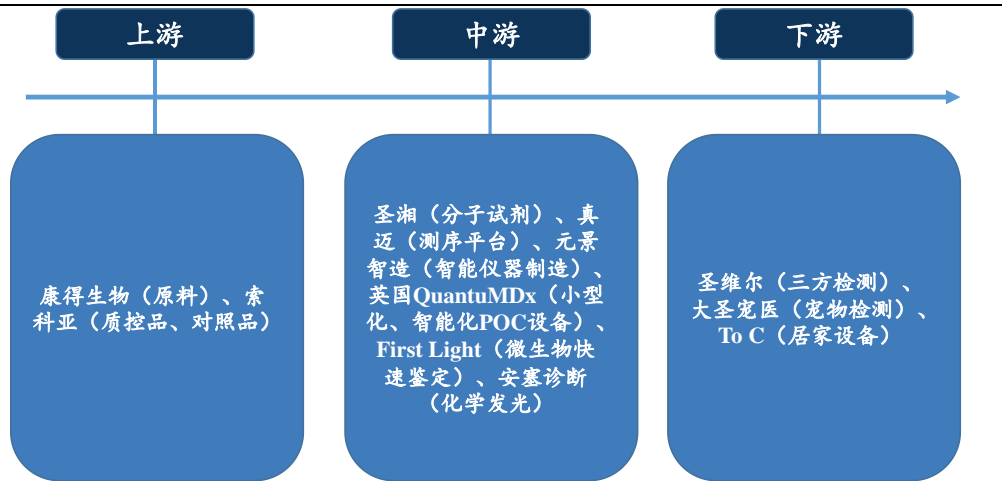 上游
中游
下游
康得生物（原料）、索
科亚（质控品、对照品）
圣湘（分子试剂）、真
迈（测序平台）、元景
智造（智能仪器制造）、
英国QuantuMDx（小型
化、智能化POC设备）、
First Light（微生物快
速鉴定）、安塞诊断
（化学发光）
圣维尔（三方检测）、
大圣宠医（宠物检测）、
To C（居家设备）